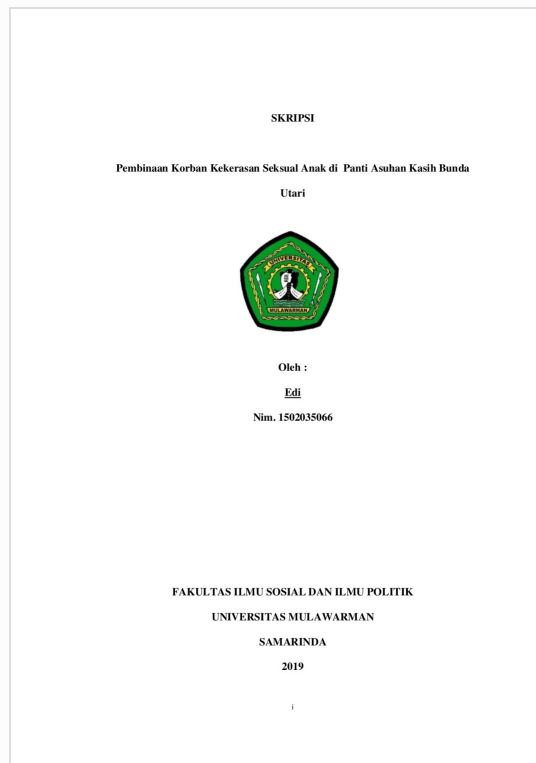 SKRIPSI
Pembinaan Korban Kekerasan Seksual Anak di Panti Asuhan Kasih Bunda
Utari
UNIVERSITAS
MULAWARMAN
Oleh :
Edi
Nim. 1502035066
FAKULTAS ILMU SOSIAL DAN ILMU POLITIK
UNIVERSITAS MULAWARMAN
SAMARINDA
2019
i